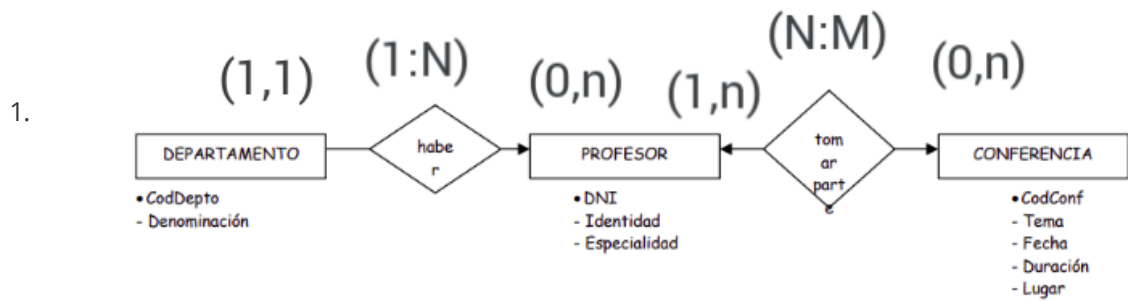 (1,1) (1:N) (0,n) (1,n) (N:M) (0,n)
1.
DEPARTAMENTO
habe
r
PROFESOR
tom
ar
part
e
CONFERENCIA
•CodDepto
- Denominación
•DNI
- Identidad
- Especialidad
•CodConf
- Tema
- Fecha
- Duración
- Lugar